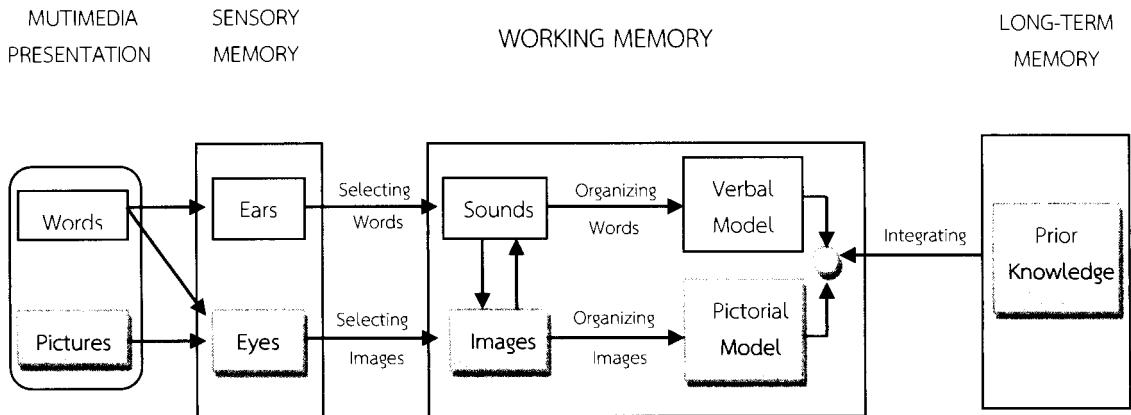 MUTIMEDIA
PRESENTATION
SENSORY
MEMORY
WORKING MEMORY
LONG-TERM
MEMORY
Words
Pictures
Ears
Eyes
Selecting
Words
Selecting
Images
Sounds
Images
Organizing
Words
Organizing
Images
Verbal
Model
Pictorial
Model
Integrating
Prior
Knowledge